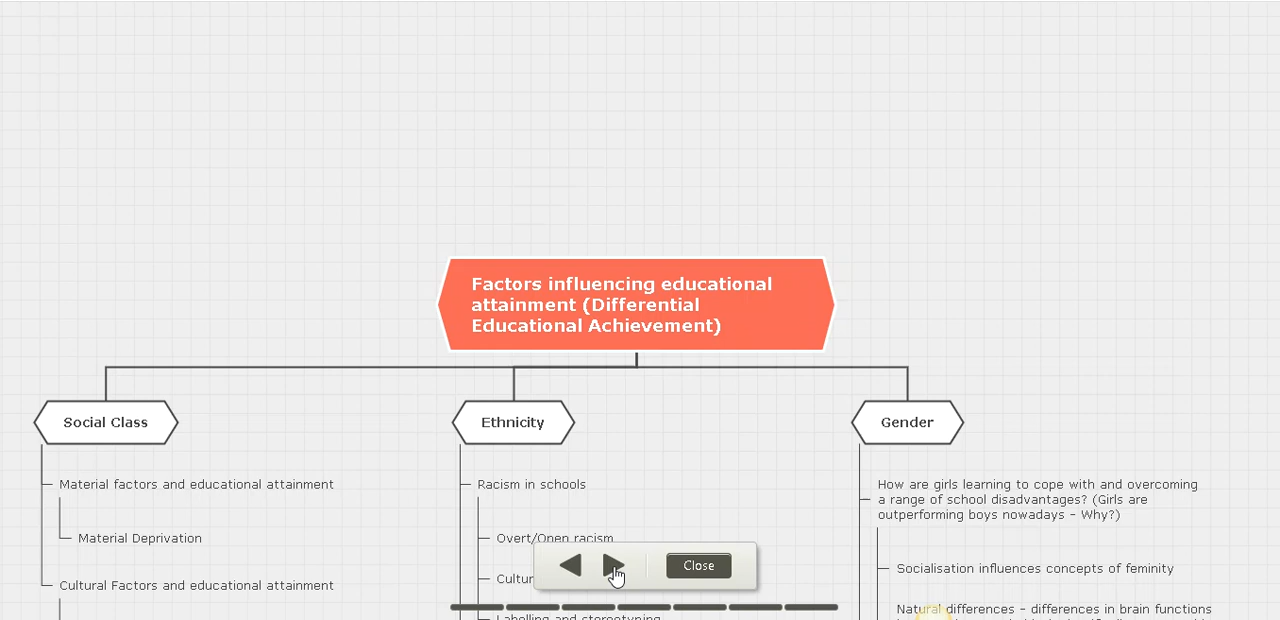 Factors influencing educational
attainment (Differential
Educational Achievement)
Social Class
Ethnicity
Gender
Material factors and educational attainment
Material Deprivation
Cultural Factors and educational attainment
Racism in schools
Overt/Open racism
Labelling and stereotyping
How are girls learning to cope with and overcoming
a range of school disadvantages? (Girls are
outperforming boys nowadays - Why?)
Socialisation influences concepts of feminity
Natural differences - differences in brain functions
Close